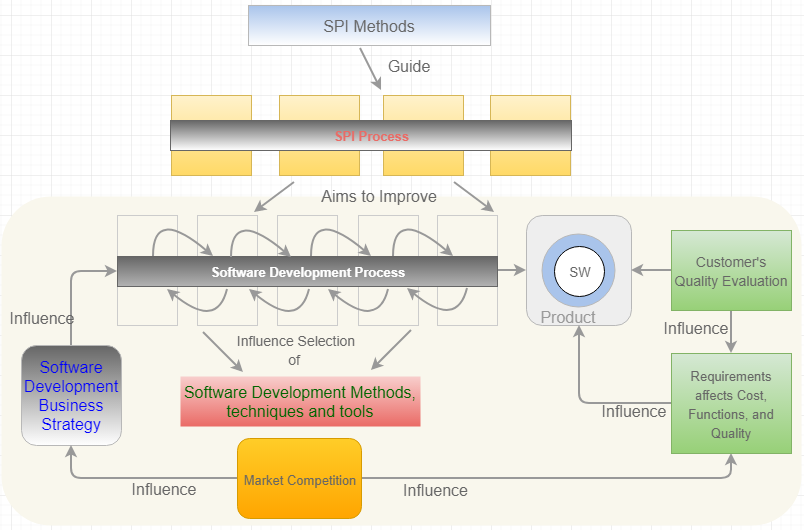 SPI Methods
Guide
SPI Process
Aims to Improve
Software Development Process
SW
Product
Customer's
Quality Evaluation
Influence
Influence
Influence Selection
of
Software
Development
Business
Strategy
Software Development Methods,
techniques and tools
Requirements
affects Cost,
Functions, and
Quality
Influence
Market Competition
Influence
Influence